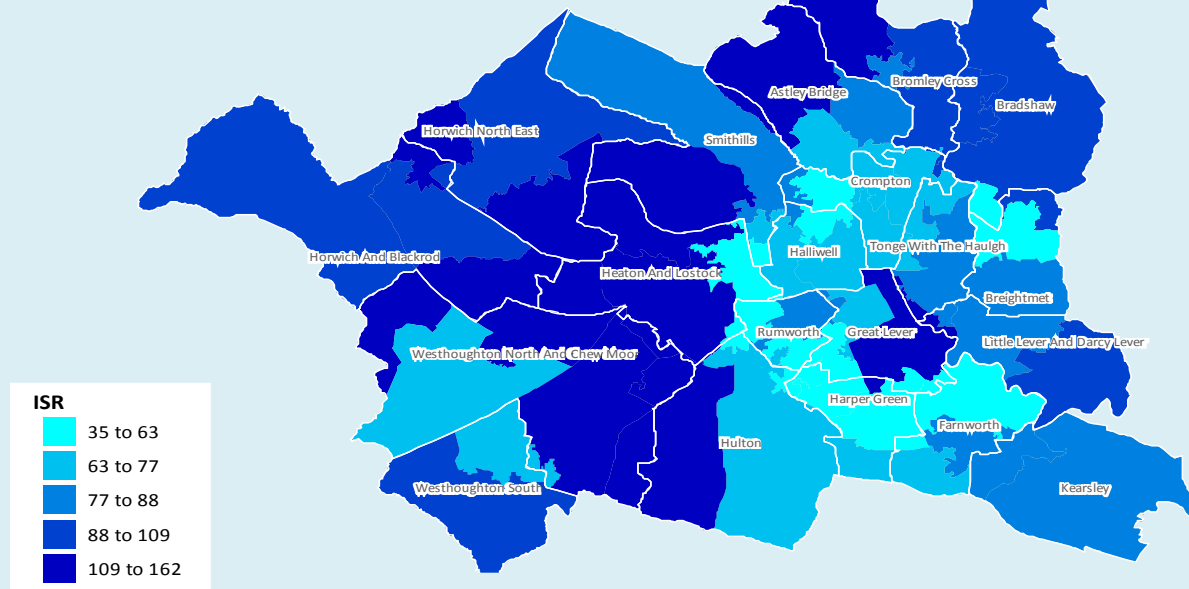 Bromley Cross
Astley Bridge
Bradshaw
Horwich North East
Smithills
Crompton
Tonge With The Haulgh
Halliwell
Horwich And Blackrod
Heaton And Lostock
Breightmet
Rumworth
Great Lever
Little Lever And Darcy Lever
Westhoughton North And Chew Moor
Harper Green
Farnworth
Hulton
Westhoughton South
Kearsley
ISR
35 to 63
63 to 77
77 to 88
88 to 109
109 to 162